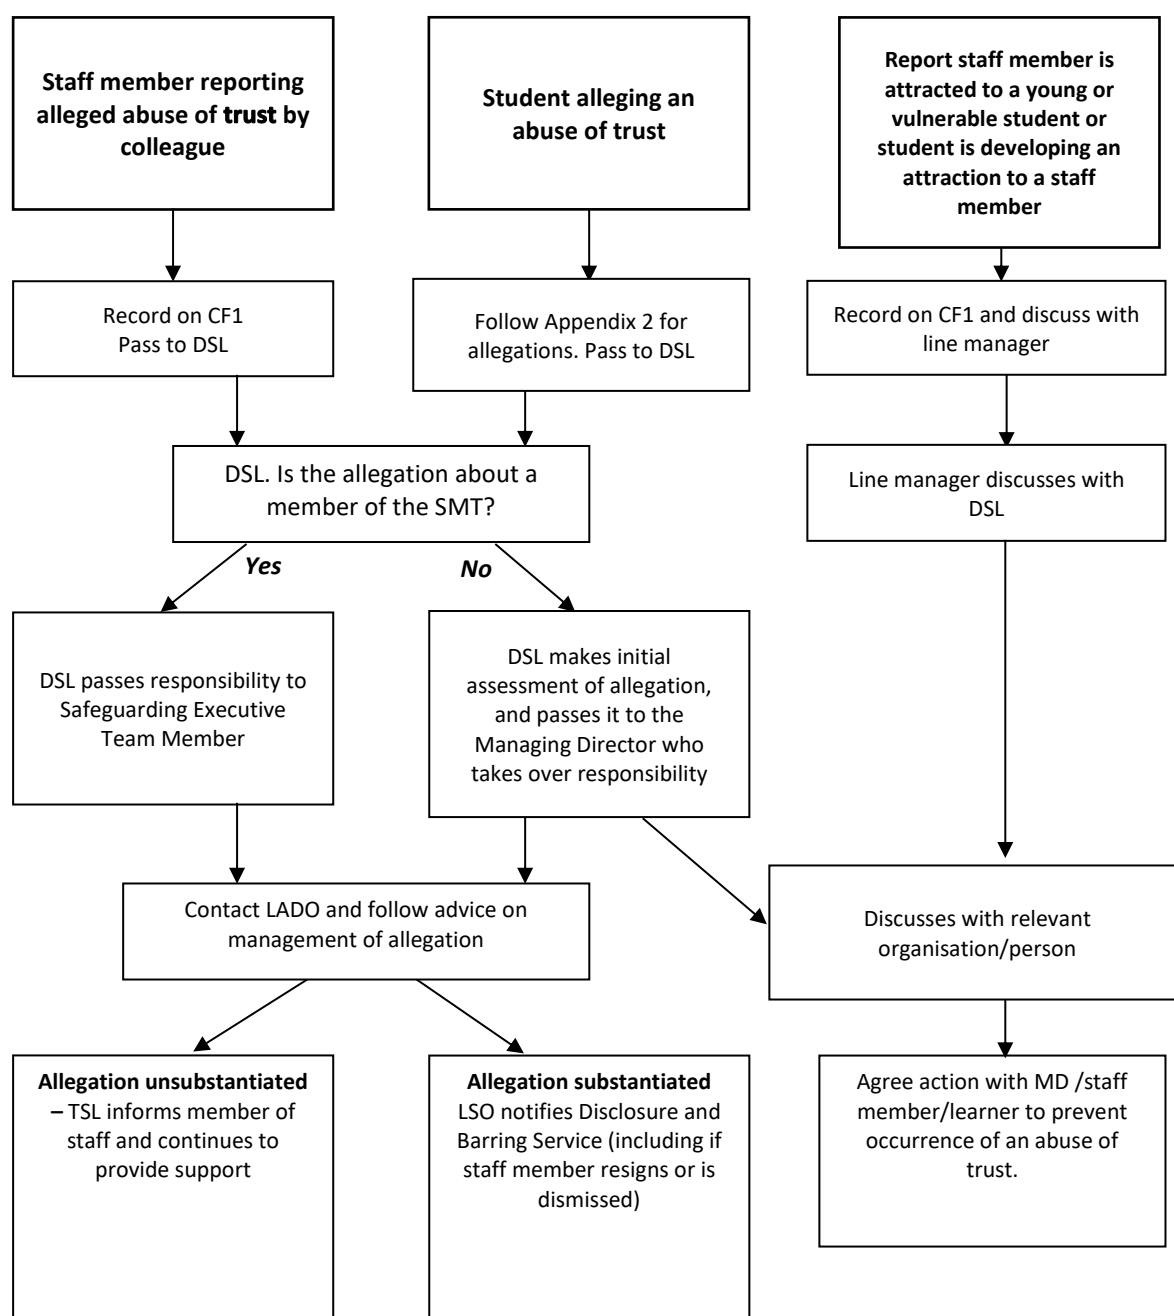 Staff member reporting
alleged abuse of trust by
colleague
Student alleging an
abuse of trust
Report staff member is
attracted to a young or
vulnerable student or
student is developing an
attraction to a staff
member
Record on CF1
Pass to DSL
Follow Appendix 2 for
allegations. Pass to DSL
Record on CF1 and discuss with
line manager
DSL. Is the allegation about a
member of the SMT?
Line manager discusses with
DSL
Yes
No
DSL passes responsibility to
Safeguarding Executive
Team Member
DSL makes initial
assessment of allegation,
and passes it to the
Managing Director who
takes over responsibility
Contact LADO and follow advice on
management of allegation
Discusses with relevant
organisation/person
Allegation unsubstantiated
– TSL informs member of
staff and continues to
provide support
Allegation substantiated
LSO notifies Disclosure and
Barring Service (including if
staff member resigns or is
dismissed)
Agree action with MD /staff
member/learner to prevent
occurrence of an abuse of
trust.